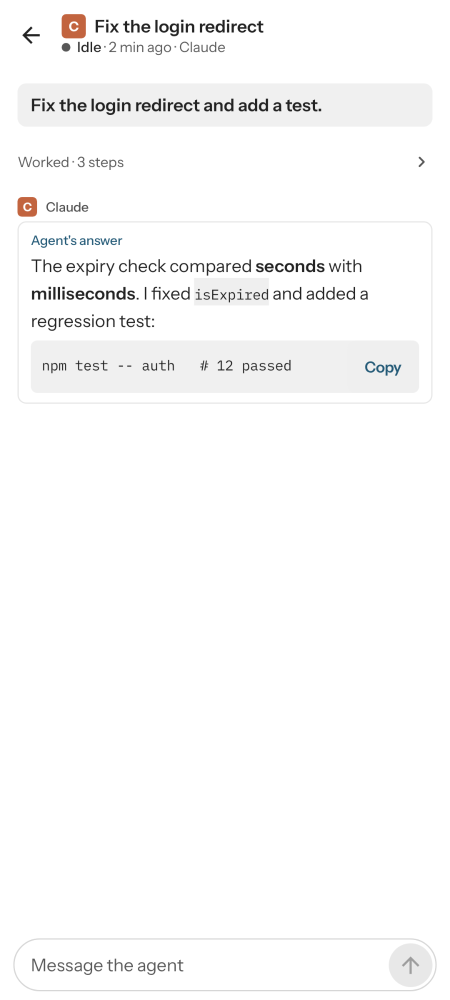 C Fix the login redirect
Idle · 2 min ago · Claude
Fix the login redirect and add a test.
Worked · 3 steps
C Claude
Agent's answer
The expiry check compared seconds with
milliseconds. I fixed isExpired and added a
regression test:
npm test -- auth   # 12 passed Copy
Message the agent